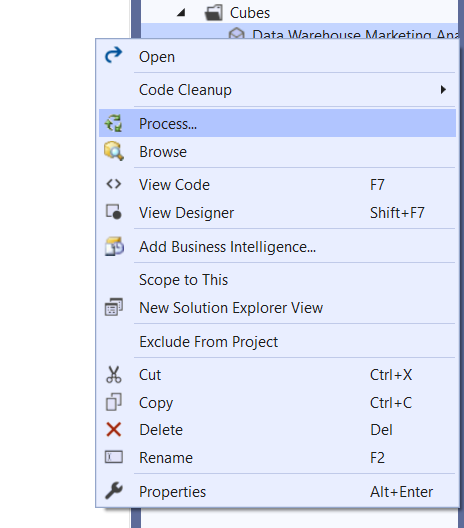 Cubes
Data Warehouse Marketing Ana
Open
Code Cleanup
Process...
Browse
View Code F7
View Designer Shift+F7
Add Business Intelligence...
Scope to This
New Solution Explorer View
Exclude From Project
Cut Ctrl+X
Copy Ctrl+C
Delete Del
Rename F2
Properties Alt+Enter